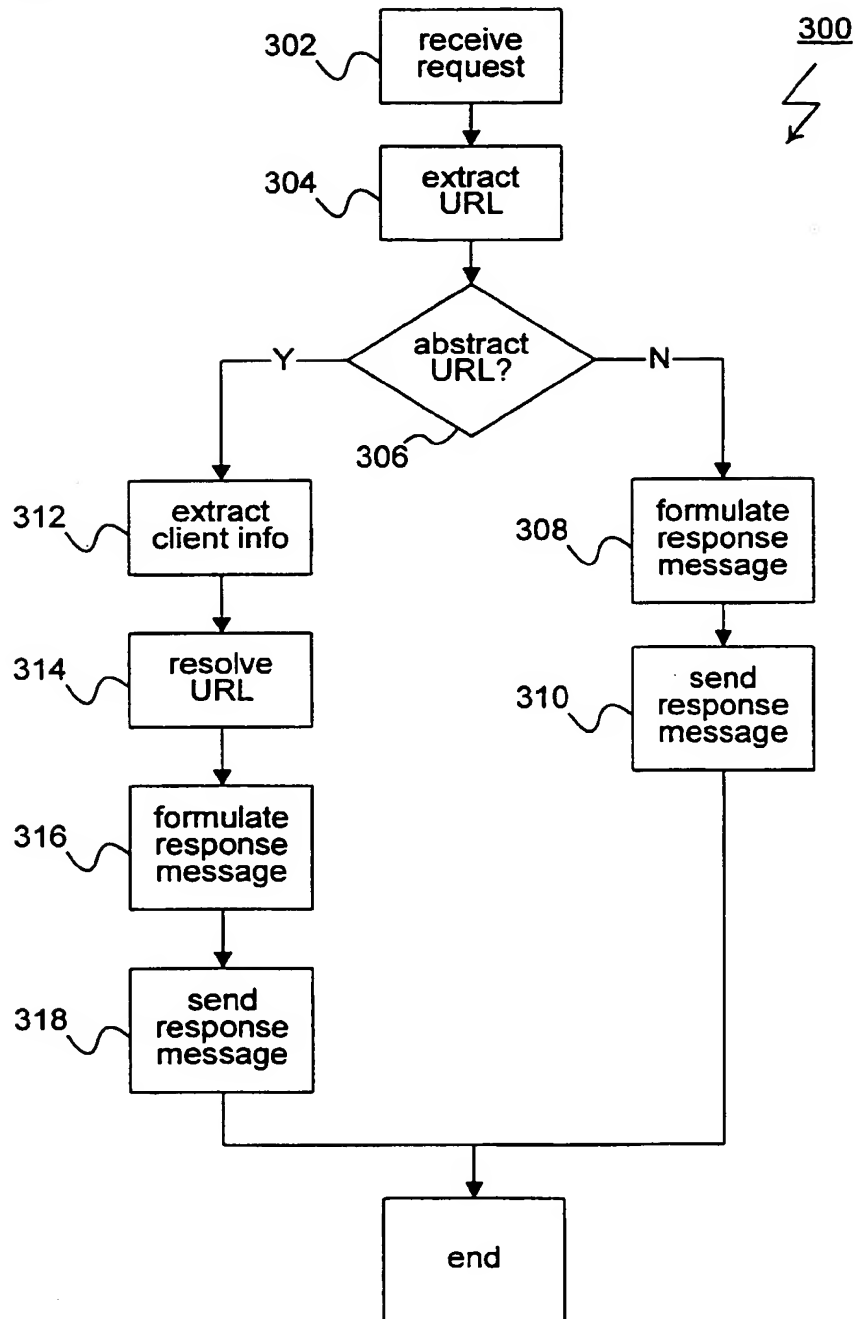 300
302
receive
request
304
extract
URL
abstract
URL?
Y
N
306
312
extract
client info
308
formulate
response
message
314
resolve
URL
310
send
response
message
316
formulate
response
message
318
send
response
message
end